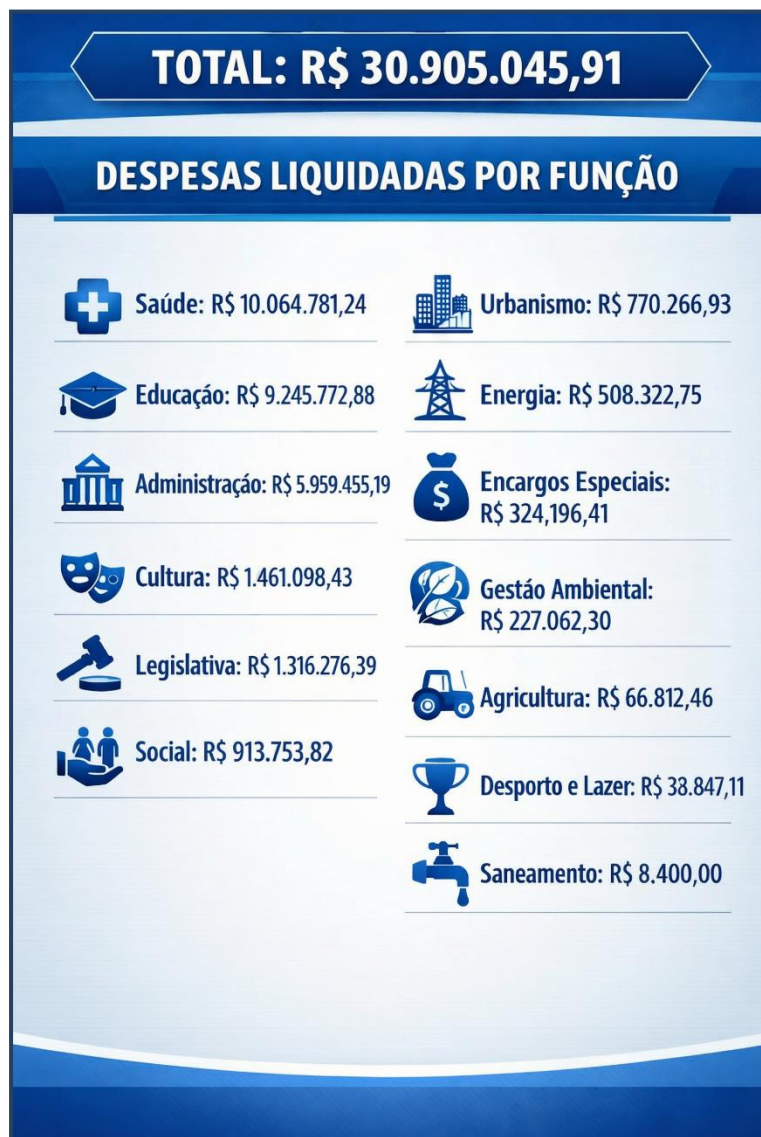 TOTAL: R$ 30.905.045,91
DESPESAS LIQUIDADAS POR FUNÇÃO
Saúde: R$ 10.064.781,24
Educação: R$ 9.245.772,88
Administração: R$ 5.959.455,19
Cultura: R$ 1.461.098,43
Legislativa: R$ 1.316.276,39
Social: R$ 913.753,82
Urbanismo: R$ 770.266,93
Energia: R$ 508.322,75
Encargos Especiais:
R$ 324,196,41
Gestáo Ambiental:
R$ 227.062,30
Agricultura: R$ 66.812,46
Desporto e Lazer: R$ 38.847,11
Saneamento: R$ 8.400,00